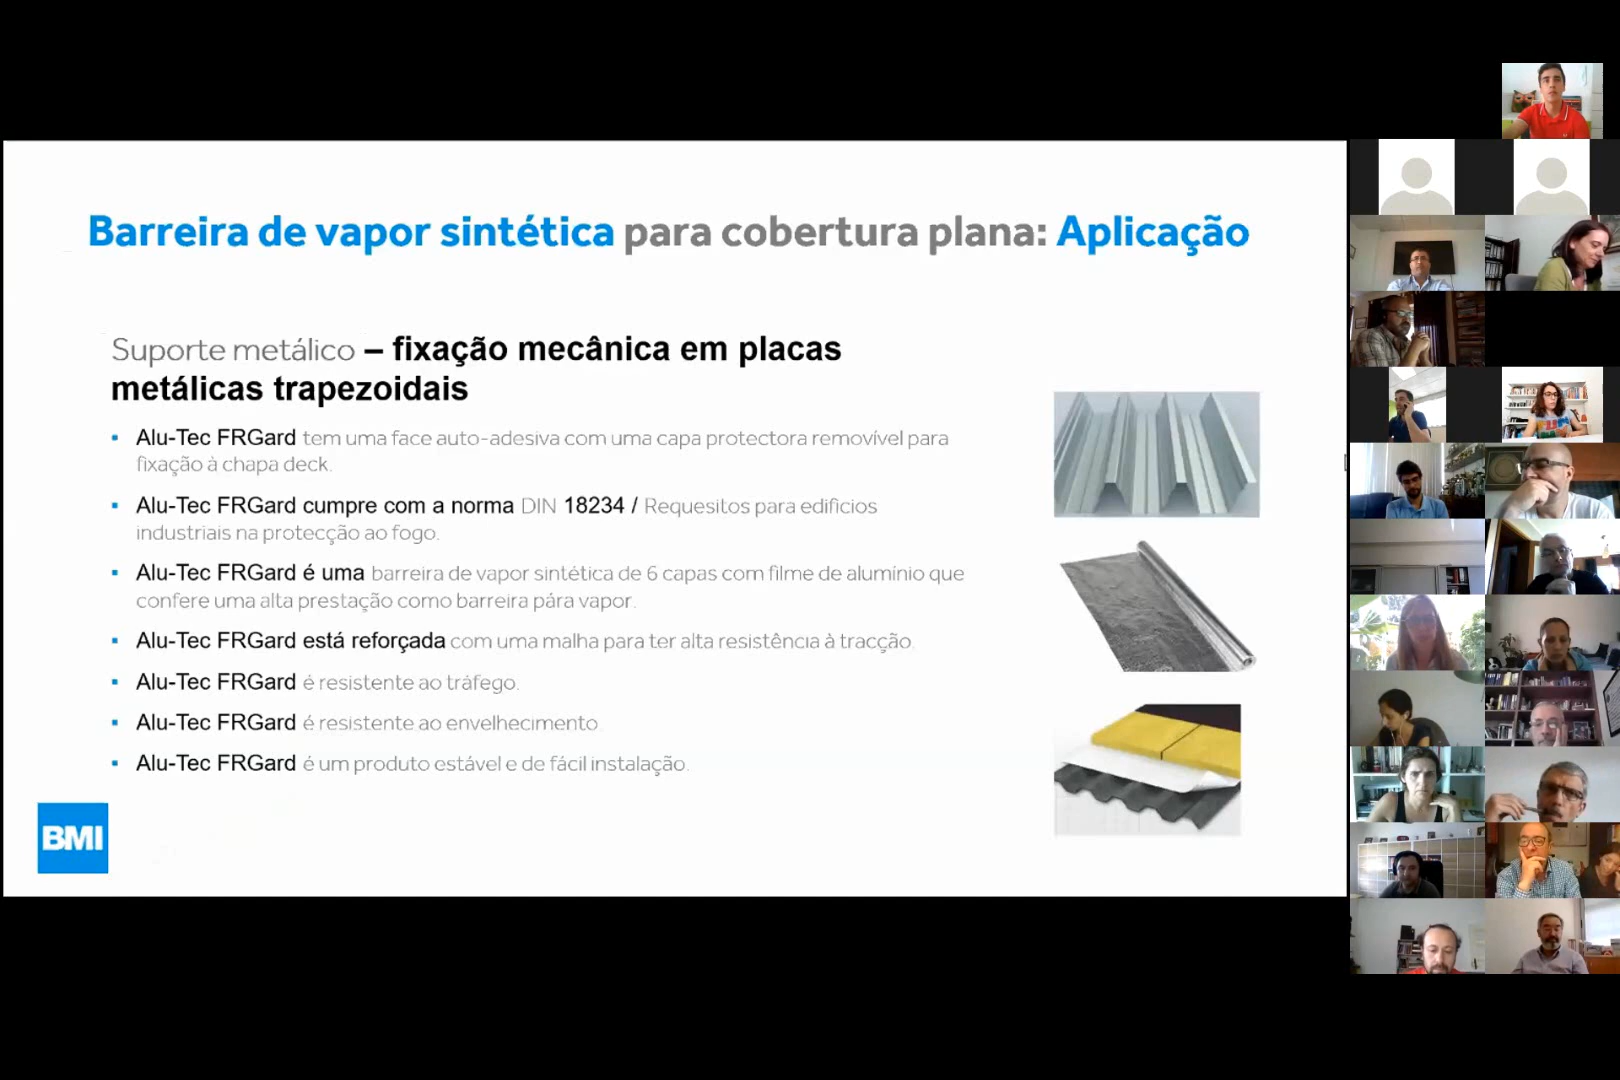 Barreira de vapor sintética para cobertura plana: Aplicação
Suporte metálico – fixação mecânica em placas
metálicas trapezoidais
▪ Alu-Tec FRGard tem uma face auto-adesiva com uma capa protectora removível para
fixação à chapa deck.
▪ Alu-Tec FRGard cumpre com a norma DIN 18234 / Requesitos para edificios
industriais na protecção ao fogo.
▪ Alu-Tec FRGard é uma barreira de vapor sintética de 6 capas com filme de alumínio que
confere uma alta prestação como barreira pára vapor.
▪ Alu-Tec FRGard está reforçada com uma malha para ter alta resistência à tracção.
▪ Alu-Tec FRGard é resistente ao tráfego.
▪ Alu-Tec FRGard é resistente ao envelhecimento.
▪ Alu-Tec FRGard é um produto estável e de fácil instalação.
BMI